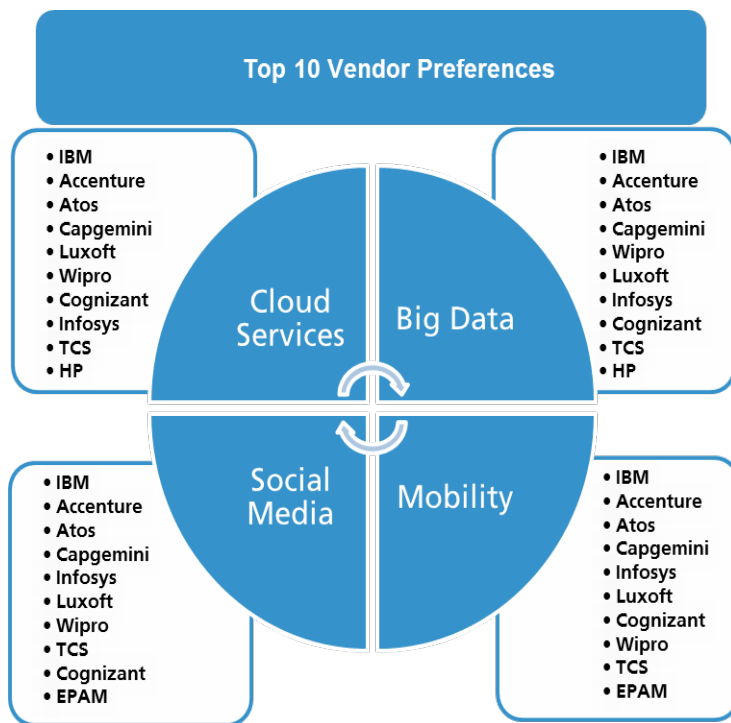 Top 10 Vendor Preferences
• IBM
• Accenture
• Atos
• Capgemini
• Luxoft
• Wipro
• Cognizant
• Infosys
• TCS
• HP
Cloud
Services
Big Data
• IBM
• Accenture
• Atos
• Capgemini
• Wipro
• Luxoft
• Infosys
• Cognizant
• TCS
• HP
• IBM
• Accenture
• Atos
• Capgemini
• Infosys
• Luxoft
• Wipro
• TCS
• Cognizant
• EPAM
Social
Media
Mobility
• IBM
• Accenture
• Atos
• Capgemini
• Infosys
• Luxoft
• Cognizant
• Wipro
• TCS
• EPAM